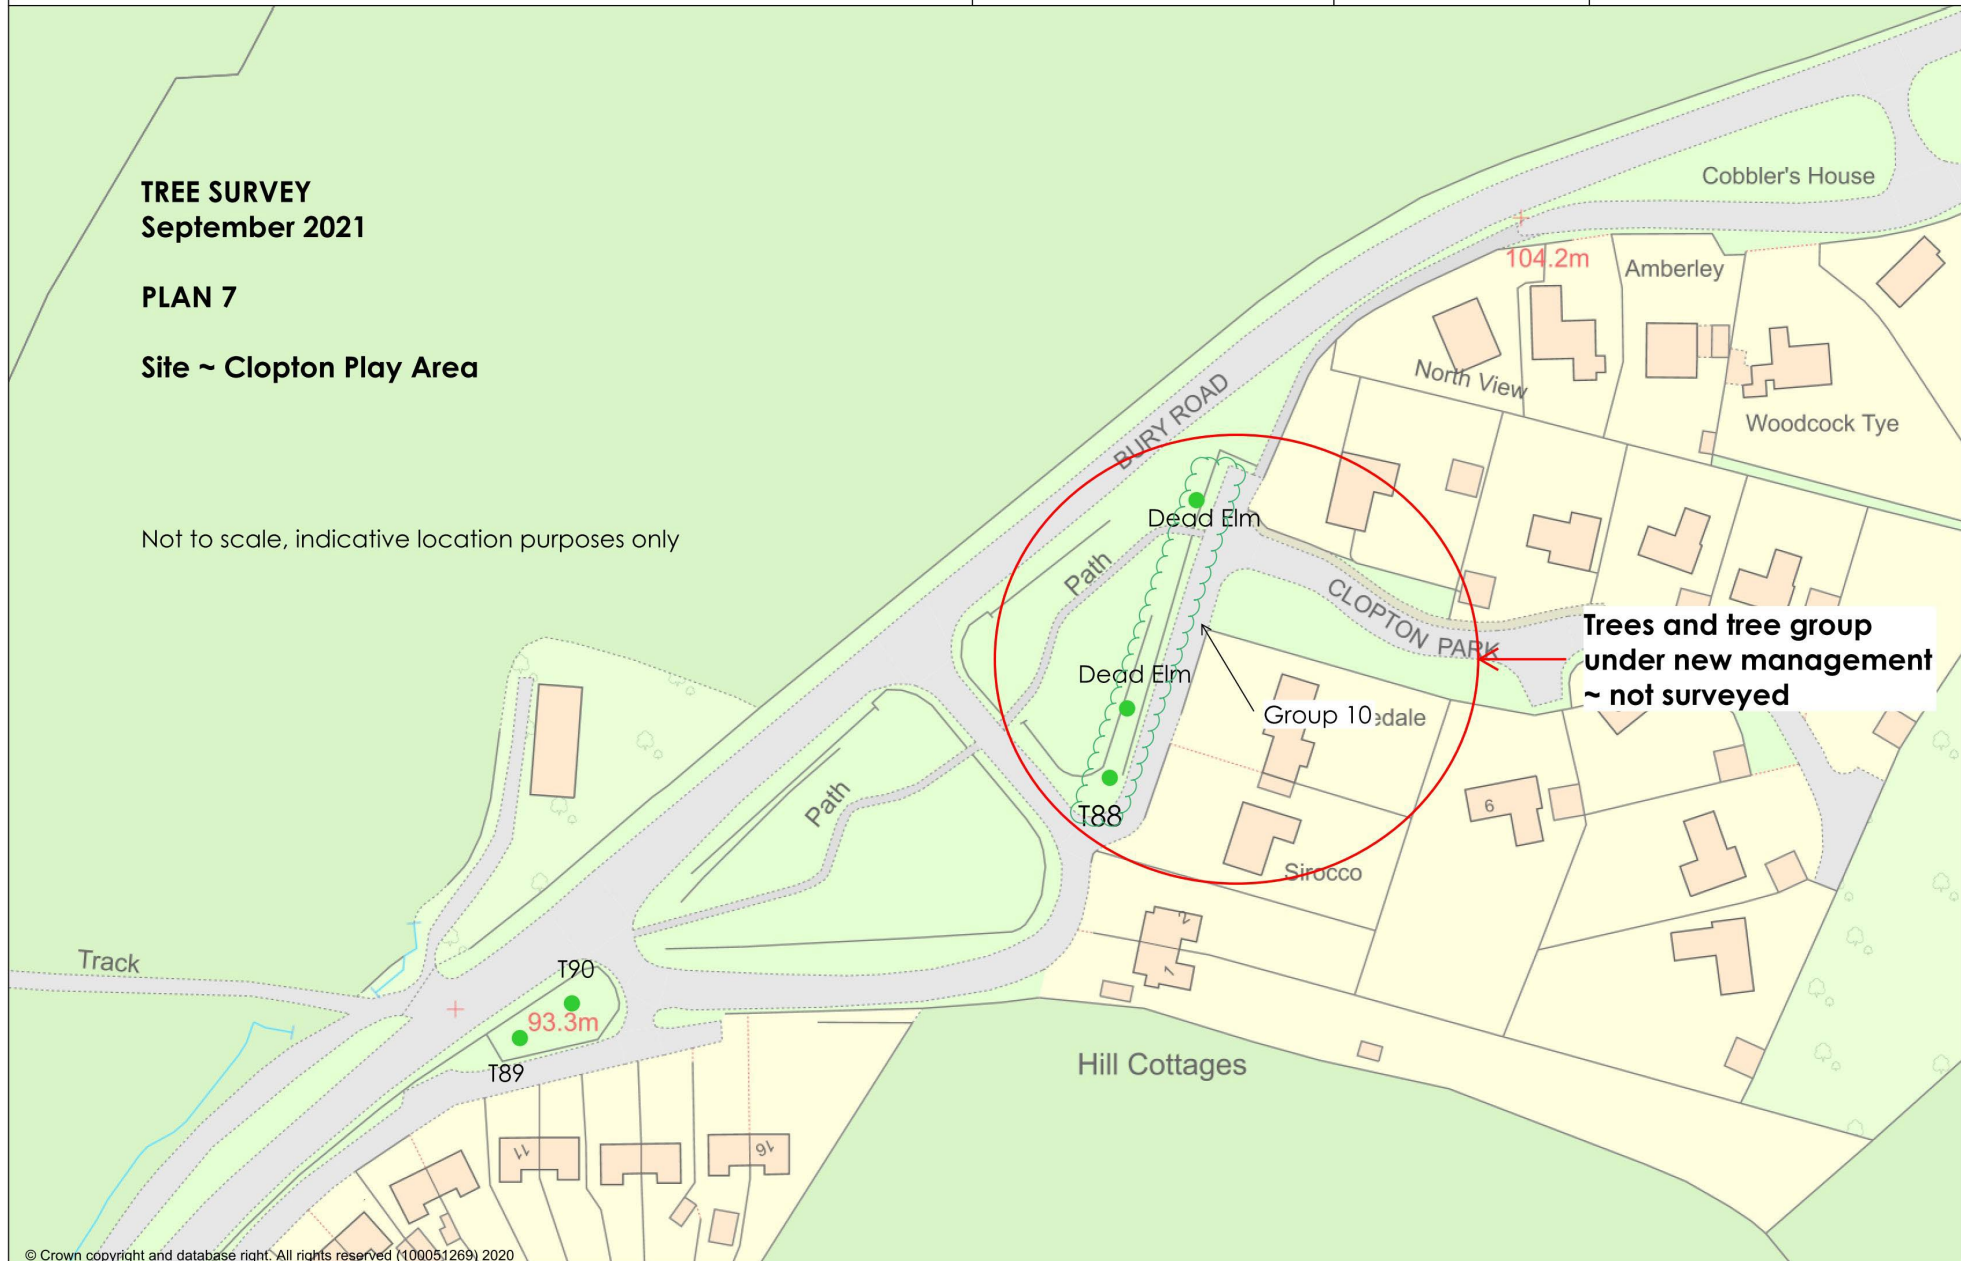 TREE SURVEY
September 2021
PLAN 7
Site ~ Clopton Play Area
Not to scale, indicative location purposes only
Cobbler's House
104.2m
Amberley
North View
Woodcock Tye
BURY ROAD
Dead Elm
Path
CLOPTON PARK
Trees and tree group
under new management
~ not surveyed
Dead Elm
Group 10
edale
T88
6
Path
Sirocco
2
1
Track
T90
93.3m
T89
Hill Cottages
11
16
© Crown copyright and database right. All rights reserved (100051269) 2020